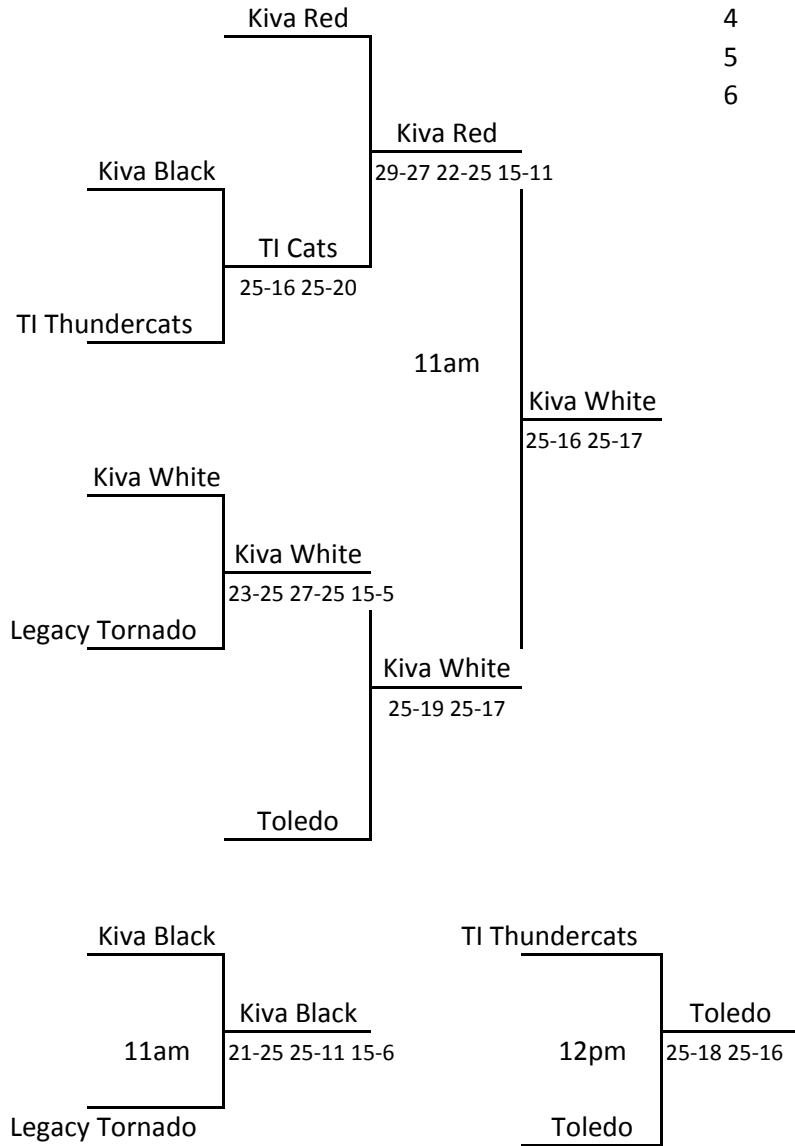 Kiva Red 4
5
6
Kiva Red
Kiva Black 29-27 22-25 15-11
TI Cats
25-16 25-20
TI Thundercats
11am
Kiva White
25-16 25-17
Kiva White
Kiva White
23-25 27-25 15-5
Legacy Tornado
Kiva White
25-19 25-17
Toledo
Kiva Black TI Thundercats
Kiva Black Toledo
11am 21-25 25-11 15-6 12pm 25-18 25-16
Legacy Tornado Toledo